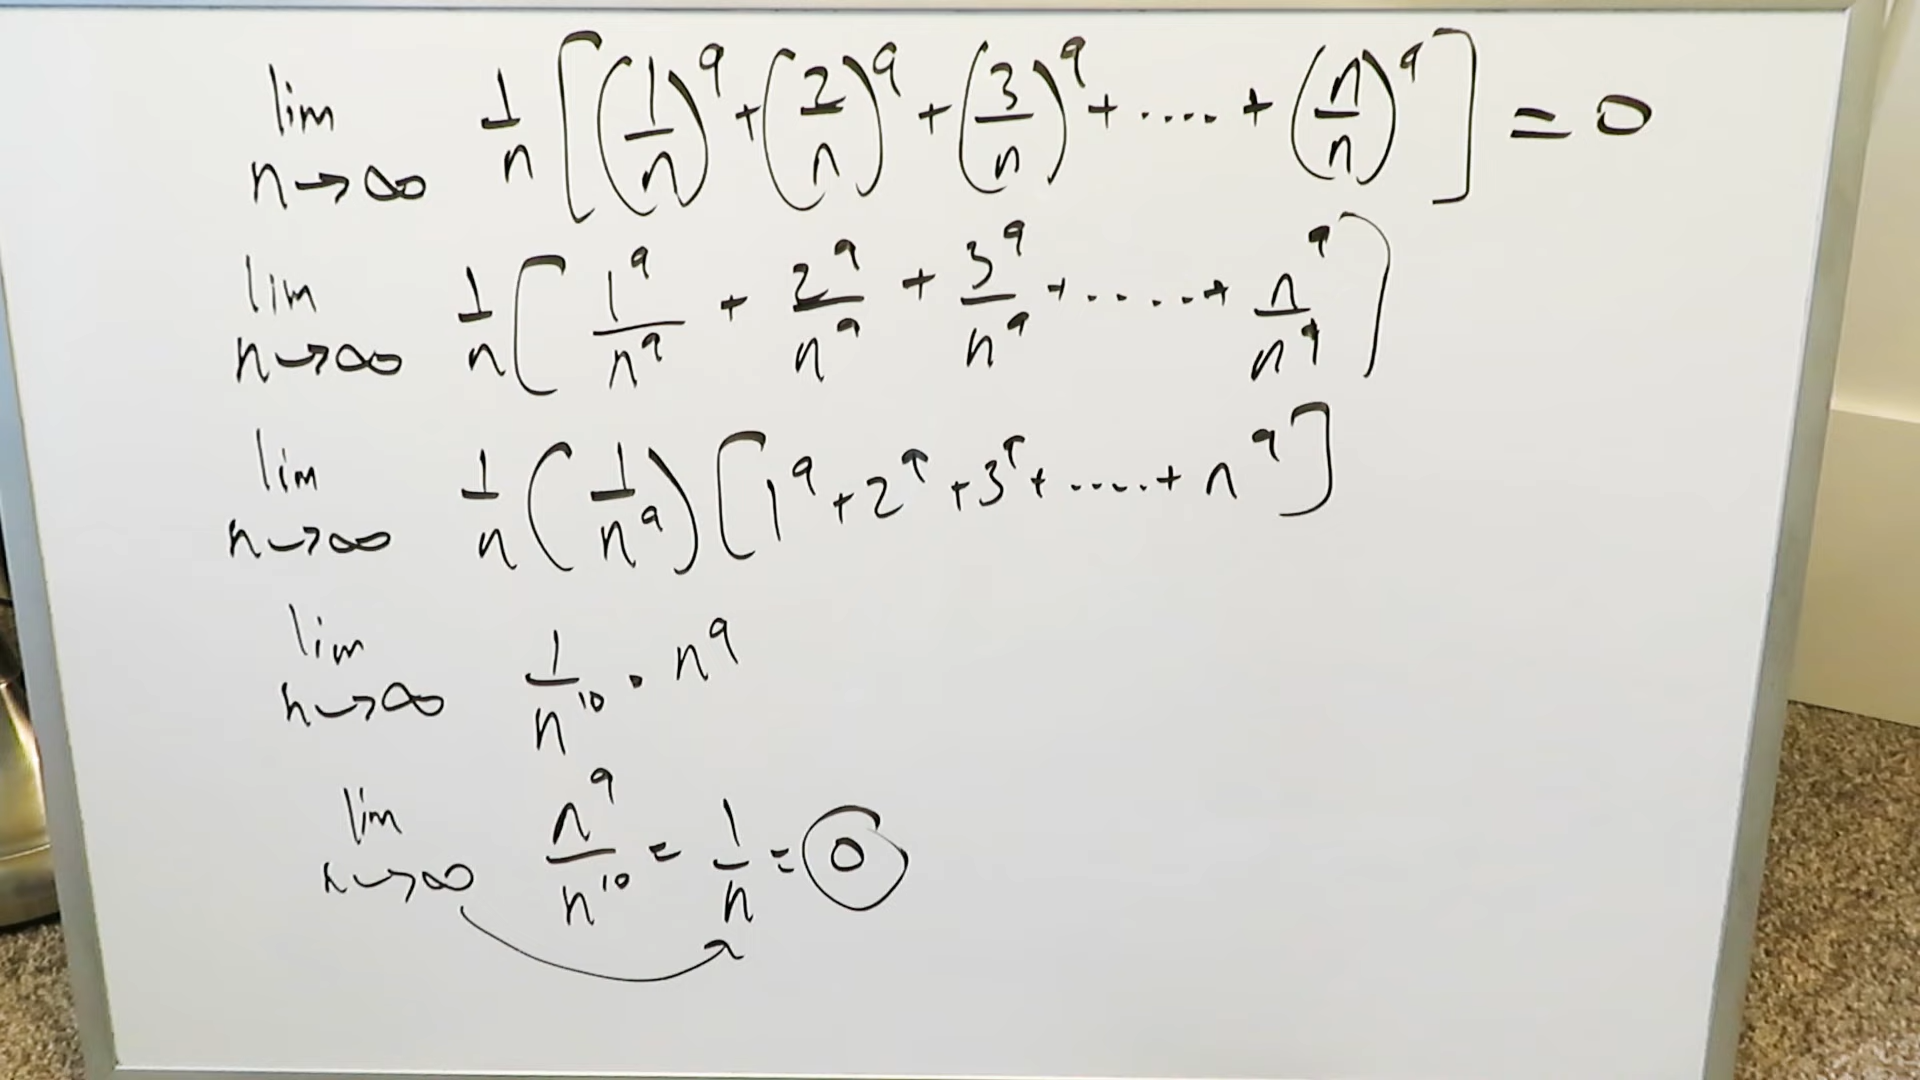 lim n→∞ 1/n [(1/n)^9 + (2/n)^9 + (3/n)^9 + ..... + (n/n)^9] = 0
lim n→∞ 1/n [1^9/n^9 + 2^9/n^9 + 3^9/n^9 + ..... + n^9/n^9]
lim n→∞ 1/n (1/n^9) [1^9 + 2^9 + 3^9 + ..... + n^9]
lim n→∞ 1/n^10 · n^9
lim n→∞ n^9/n^10 = 1/n = 0